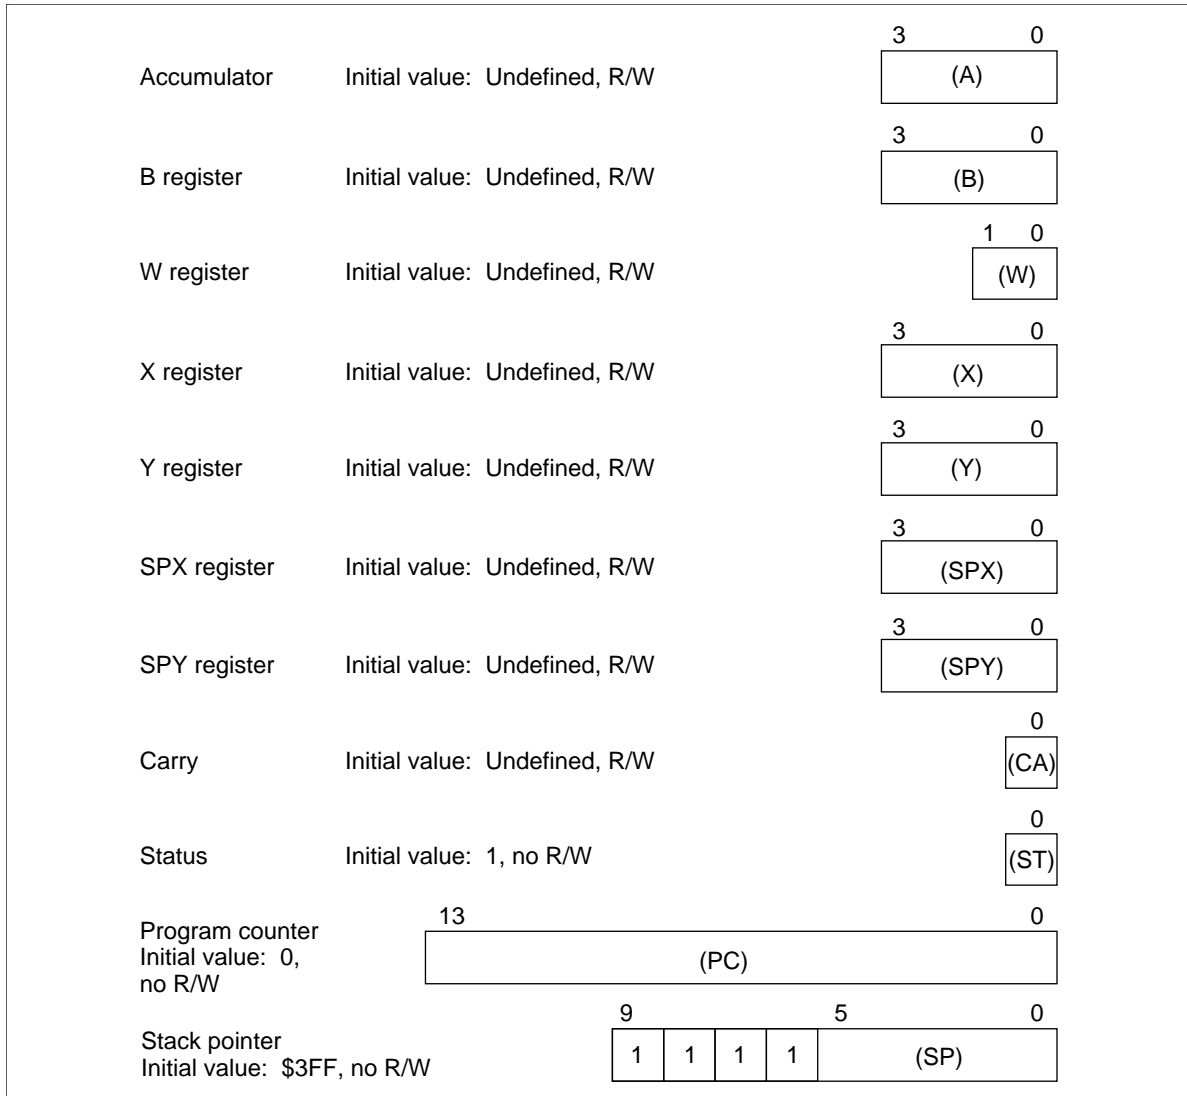 3 0
Accumulator Initial value: Undefined, R/W (A)
3 0
B register Initial value: Undefined, R/W (B)
1 0
W register Initial value: Undefined, R/W (W)
3 0
X register Initial value: Undefined, R/W (X)
3 0
Y register Initial value: Undefined, R/W (Y)
3 0
SPX register Initial value: Undefined, R/W (SPX)
3 0
SPY register Initial value: Undefined, R/W (SPY)
0
Carry Initial value: Undefined, R/W (CA)
0
Status Initial value: 1, no R/W (ST)
13 0
Program counter
Initial value: 0,
no R/W
(PC)
9 5 0
Stack pointer
Initial value: $3FF, no R/W
1 1 1 1 (SP)